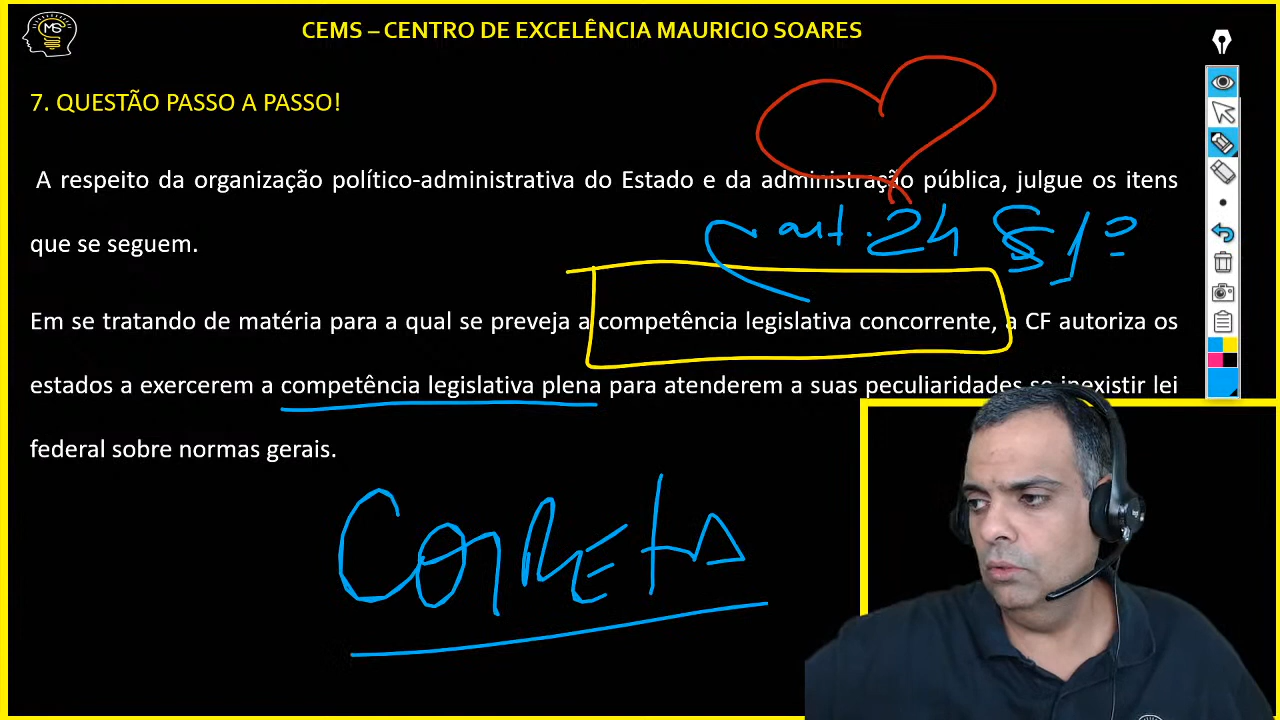 MS
CEMS – CENTRO DE EXCELÊNCIA MAURICIO SOARES
7. QUESTÃO PASSO A PASSO!
A respeito da organização político-administrativa do Estado e da administração pública, julgue os itens
que se seguem.
art. 24 § 1º
Em se tratando de matéria para a qual se preveja a competência legislativa concorrente, a CF autoriza os
estados a exercerem a competência legislativa plena para atenderem a suas peculiaridades se inexistir lei
federal sobre normas gerais.
CORRETA